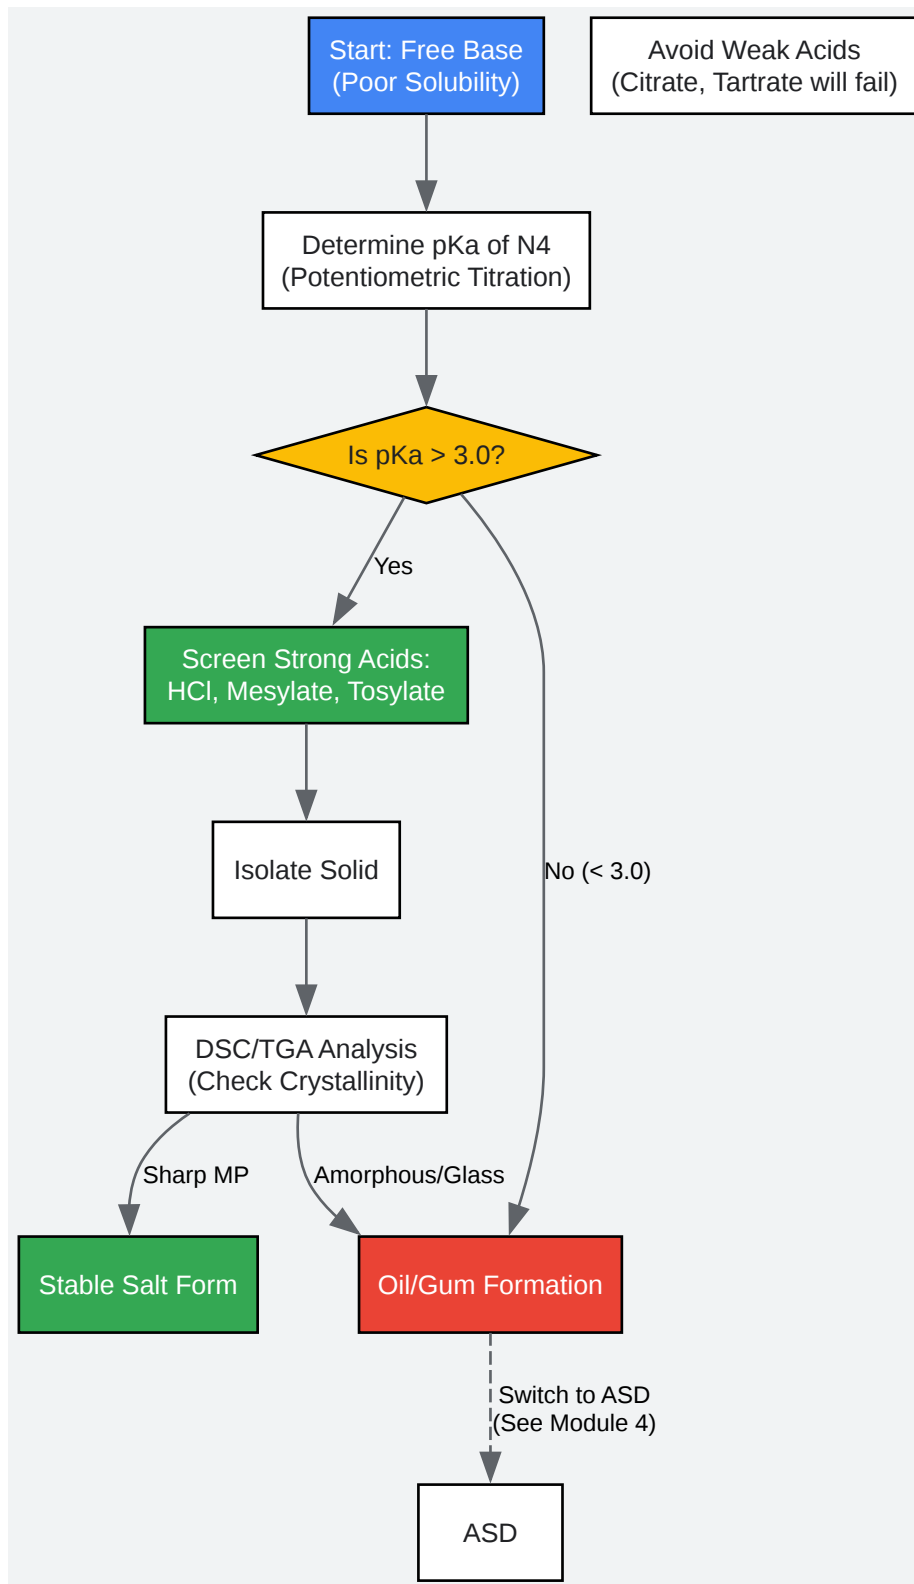 Start: Free Base
(Poor Solubility)
Avoid Weak Acids
(Citrate, Tartrate will fail)
Determine pKa of N4
(Potentiometric Titration)
Is pKa > 3.0?
Yes
Screen Strong Acids:
HCl, Mesylate, Tosylate
Isolate Solid
No (< 3.0)
DSC/TGA Analysis
(Check Crystallinity)
Sharp MP
Amorphous/Glass
Stable Salt Form
Oil/Gum Formation
Switch to ASD
(See Module 4)
ASD